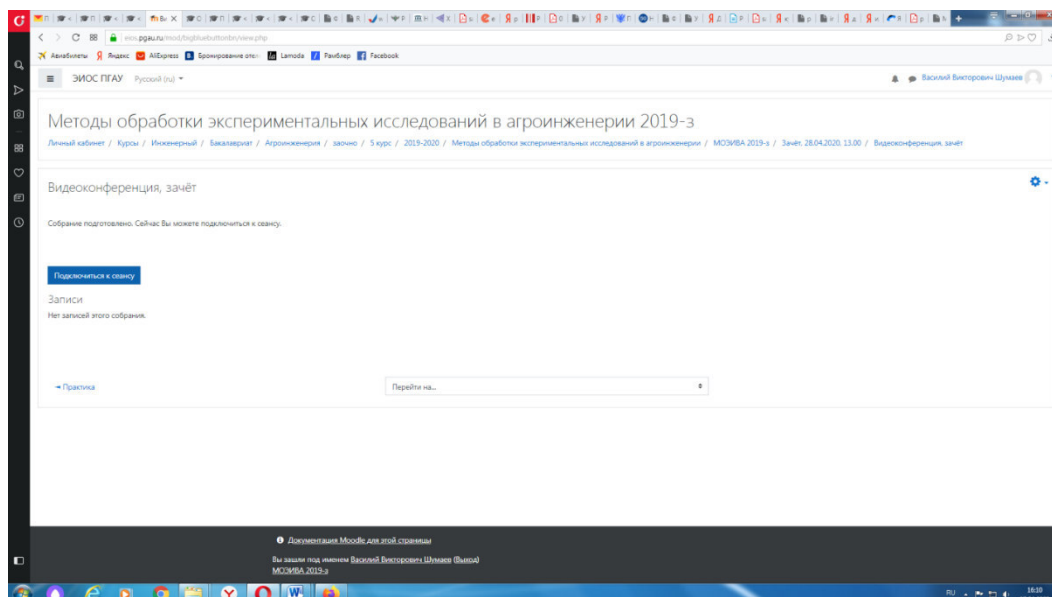 eios.pgau.ru/mod/bigbluebuttonbn/view.php
Авиабилеты Яндекс AliExpress Бронирование отел Lamoda Рамблер Facebook
ЭИОС ПГАУ Русский (ru)
Василий Викторович Шумаев
Методы обработки экспериментальных исследований в агроинженерии 2019-з
Личный кабинет / Курсы / Инженерный / Бакалавриат / Агроинженерия / заочно / 5 курс / 2019-2020 / Методы обработки экспериментальных исследований в агроинженерии / МОЭИВА 2019-з / Зачёт, 28.04.2020, 13.00 / Видеоконференция, зачёт
Видеоконференция, зачёт
Собрание подготовлено. Сейчас Вы можете подключиться к сеансу.
Подключиться к сеансу
Записи
Нет записей этого собрания.
◄ Практика
Перейти на...
Документация Moodle для этой страницы
Вы зашли под именем Василий Викторович Шумаев (Выход)
МОЭИВА 2019-з
RU
16:10